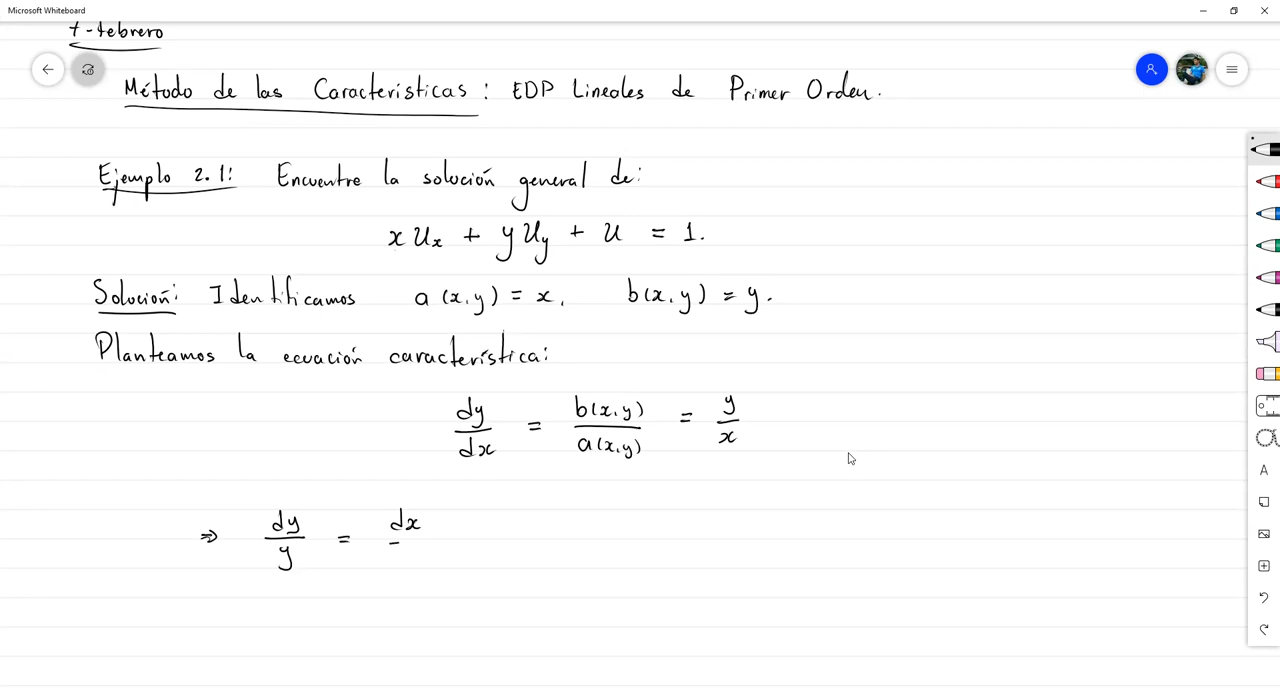 Microsoft Whiteboard
7-febrero
Método de las Características: EDP Lineales de Primer Orden.
Ejemplo 2.1: Encuentre la solución general de:
x Ux + y Uy + U = 1.
Solución: Identificamos a(x,y) = x, b(x,y) = y.
Planteamos la ecuación característica:
dy/dx = b(x,y)/a(x,y) = y/x
⇒ dy/y = dx
A